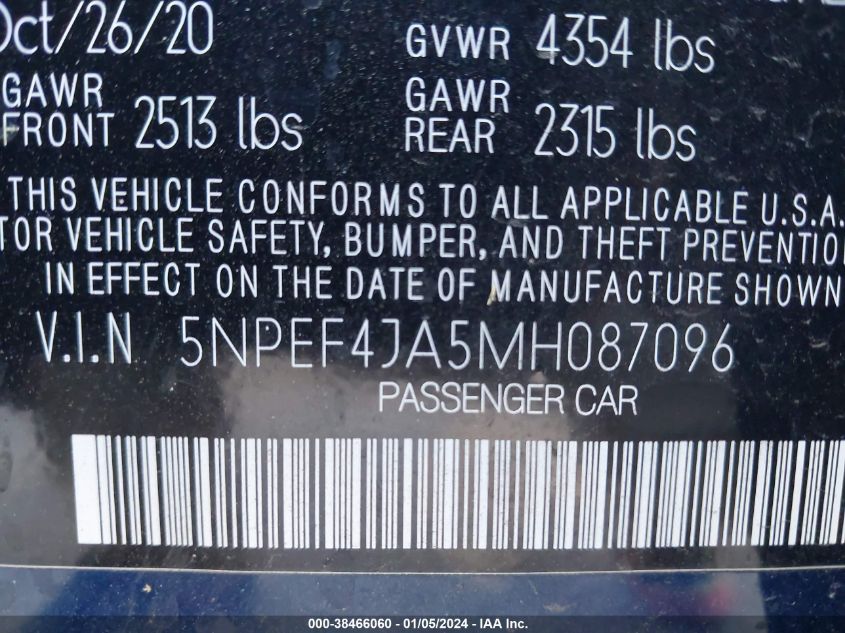 Oct/26/20 GVWR 4354 lbs
GAWR FRONT 2513 lbs GAWR REAR 2315 lbs
THIS VEHICLE CONFORMS TO ALL APPLICABLE U.S.A.
TOR VEHICLE SAFETY, BUMPER, AND THEFT PREVENTION
IN EFFECT ON THE DATE OF MANUFACTURE SHOWN
V.I.N 5NPEF4JA5MH087096
PASSENGER CAR
000-38466060 - 01/05/2024 - IAA Inc.